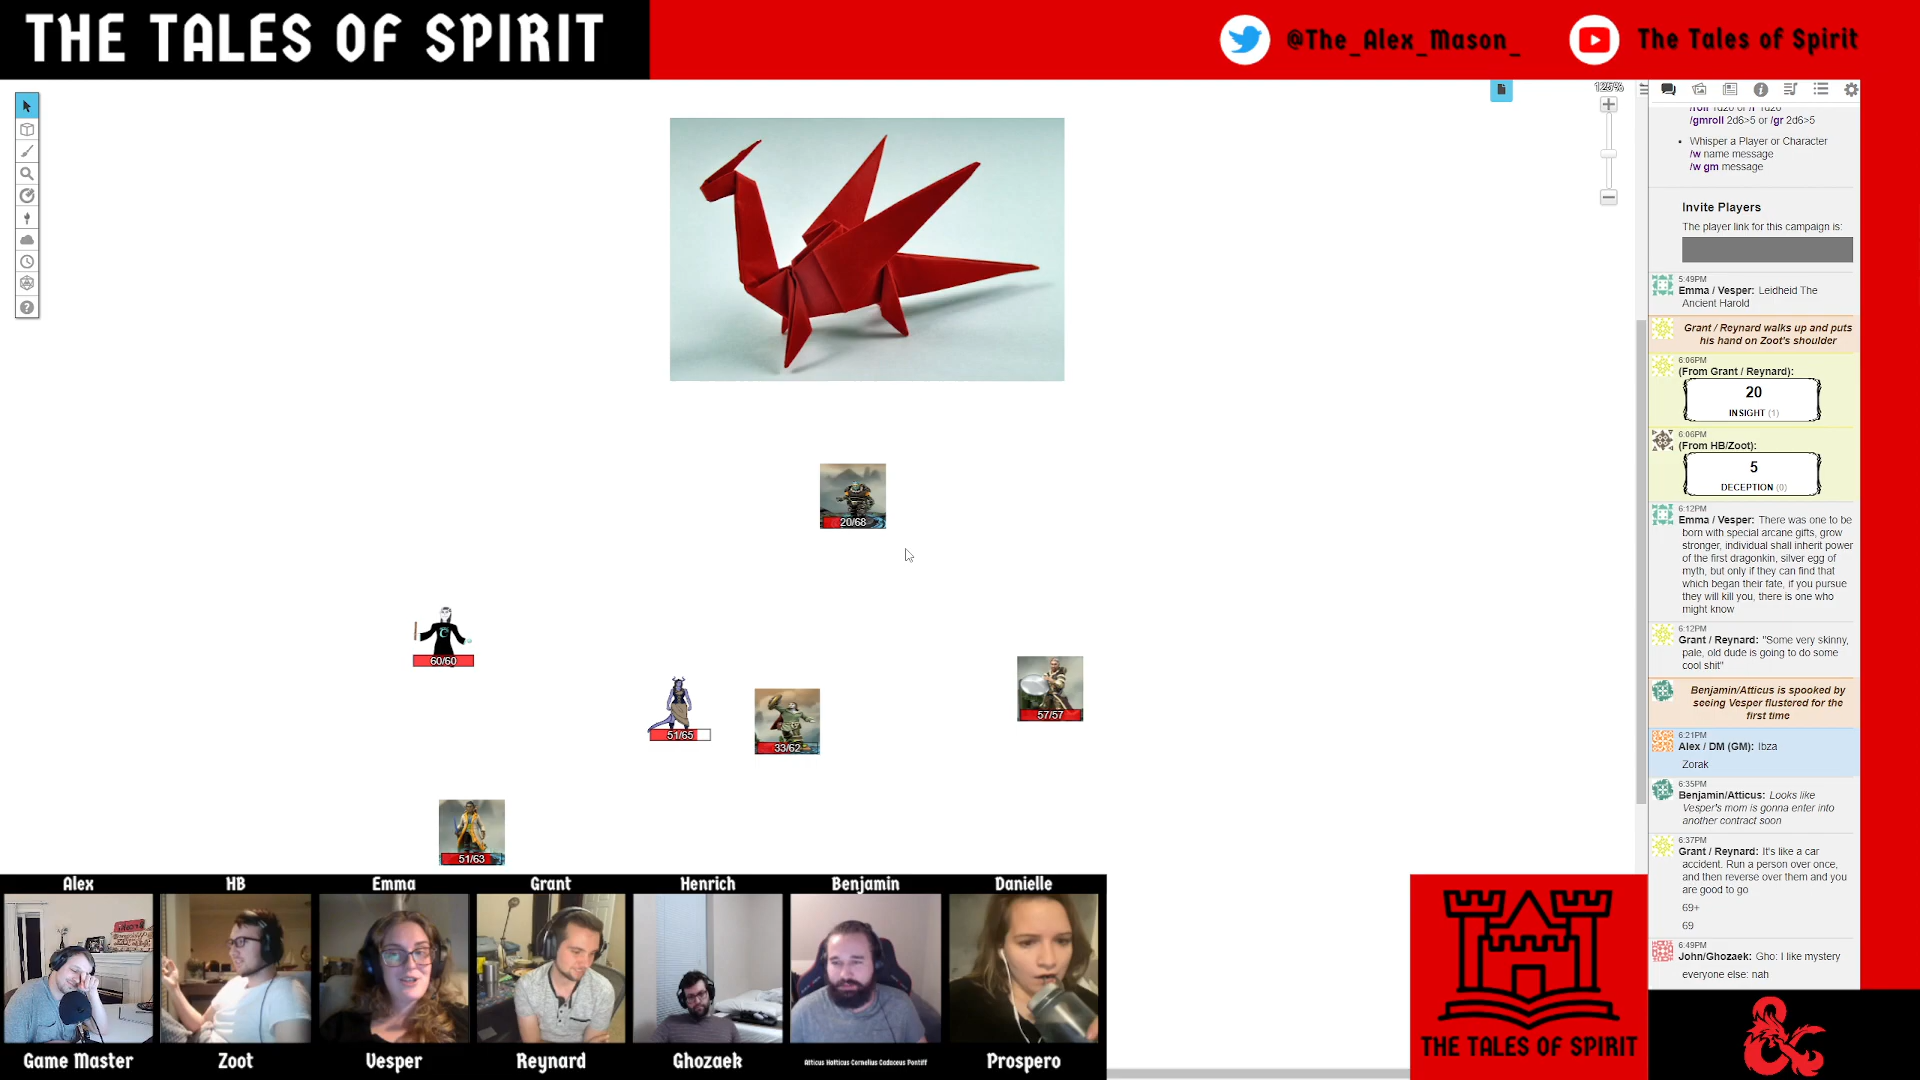 THE TALES OF SPIRIT
@The_Alex_Mason_
The Tales of Spirit
125%
/roll 1d20 or /r 1d20
/gmroll 2d6>5 or /gr 2d6>5
Whisper a Player or Character
/w name message
/w gm message
Invite Players
The player link for this campaign is:
5:49PM
Emma / Vesper: Leidheid The
Ancient Harold
Grant / Reynard walks up and puts
his hand on Zoot's shoulder
6:06PM
(From Grant / Reynard):
20
INSIGHT (1)
6:06PM
(From HB/Zoot):
5
DECEPTION (0)
6:12PM
Emma / Vesper: There was one to be
born with special arcane gifts, grow
stronger, individual shall inherit power
of the first dragonkin, silver egg of
myth, but only if they can find that
which began their fate, if you pursue
they will kill you, there is one who
might know
6:12PM
Grant / Reynard: "Some very skinny,
pale, old dude is going to do some
cool shit"
Benjamin/Atticus is spooked by
seeing Vesper flustered for the
first time
6:21PM
Alex / DM (GM): Ibza
Zorak
6:35PM
Benjamin/Atticus: Looks like
Vesper's mom is gonna enter into
another contract soon
6:37PM
Grant / Reynard: It's like a car
accident. Run a person over once,
and then reverse over them and you
are good to go
69+
69
6:49PM
John/Ghozaek: Gho: I like mystery
everyone else: nah
20/68
60/60
51/65
33/62
57/57
51/63
Alex
HB
Emma
Grant
Henrich
Benjamin
Danielle
Game Master
Zoot
Vesper
Reynard
Ghozaek
Atticus Hatticus Cornelius Cadaceus Pontiff
Prospero
THE TALES OF SPIRIT